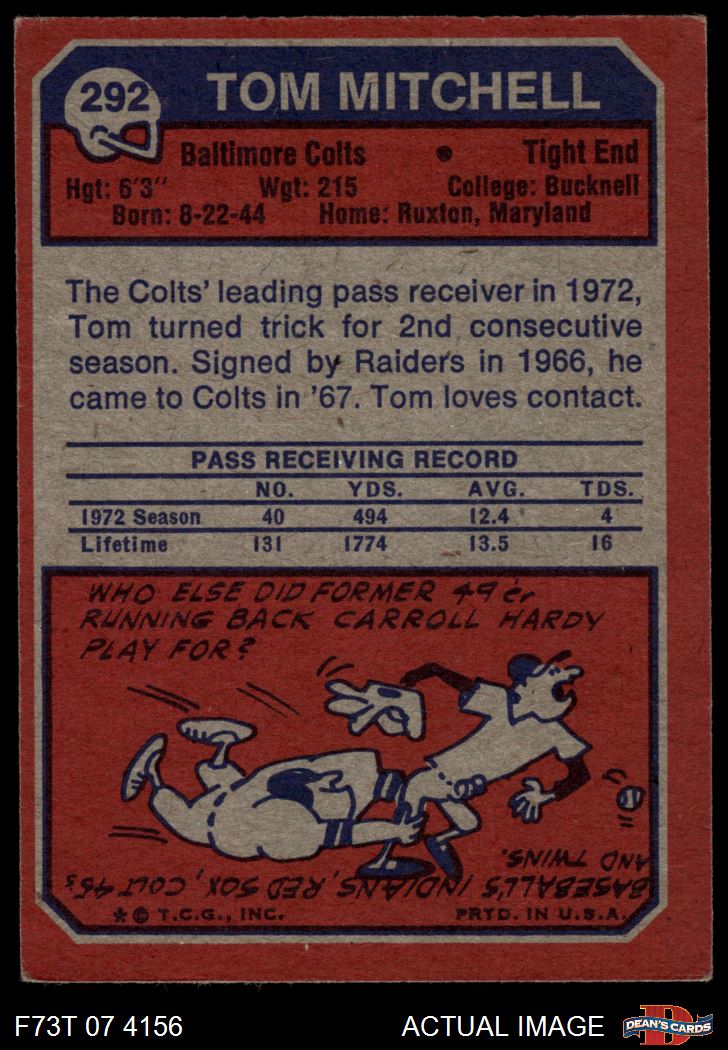 292 TOM MITCHELL
Baltimore Colts • Tight End
Hgt: 6'3" Wgt: 215 College: Bucknell
Born: 8-22-44 Home: Ruxton, Maryland
The Colts' leading pass receiver in 1972,
Tom turned trick for 2nd consecutive
season. Signed by Raiders in 1966, he
came to Colts in '67. Tom loves contact.
PASS RECEIVING RECORD
NO. YDS. AVG. TDS.
1972 Season 40 494 12.4 4
Lifetime 131 1774 13.5 16
WHO ELSE DID FORMER 49'er
RUNNING BACK CARROLL HARDY
PLAY FOR?
BASEBALL'S INDIANS, RED SOX, COLT 45s
AND TWINS.
* © T.C.G., INC. PRTD. IN U.S.A.
F73T 07 4156 ACTUAL IMAGE D DEAN'S CARDS